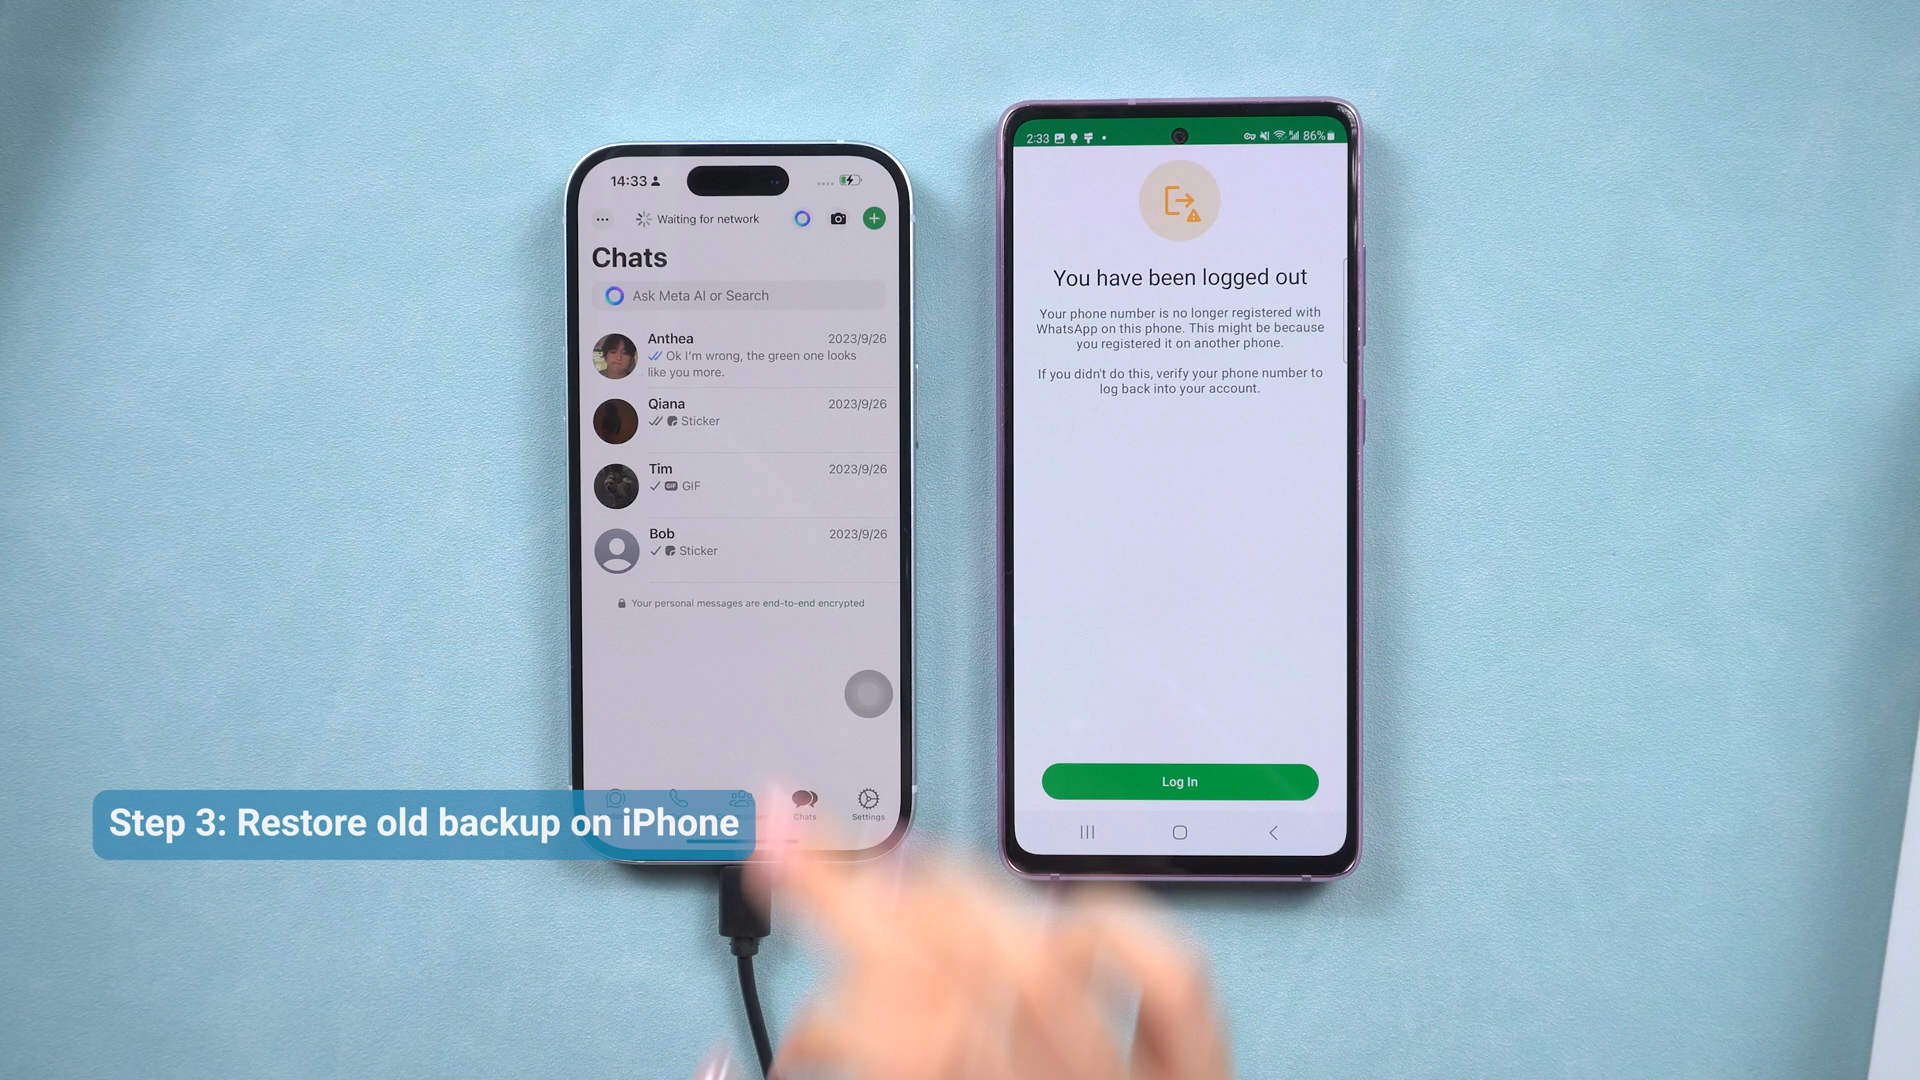 14:33
Waiting for network
Chats
Ask Meta AI or Search
Anthea 2023/9/26
Ok I'm wrong, the green one looks
like you more.
Qiana 2023/9/26
Sticker
Tim 2023/9/26
GIF GIF
Bob 2023/9/26
Sticker
Your personal messages are end-to-end encrypted
Chats
Settings
Step 3: Restore old backup on iPhone
2:33 86%
You have been logged out
Your phone number is no longer registered with
WhatsApp on this phone. This might be because
you registered it on another phone.
If you didn't do this, verify your phone number to
log back into your account.
Log In